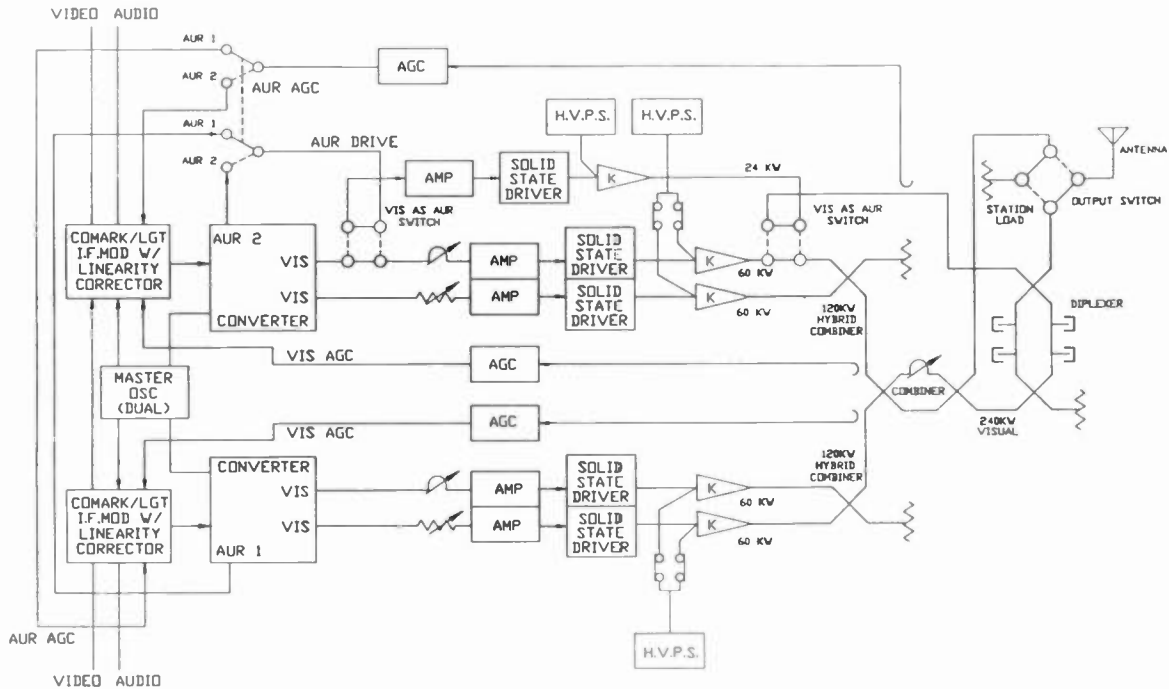 VIDEO AUDIO
AUR 1
AUR 2
AUR AGC
AGC
AUR 1
AUR 2
AUR DRIVE
H.V.P.S.
H.V.P.S.
AMP
SOLID
STATE
DRIVER
K
24 KW
VIS AS AUR
SWITCH
VIS AS AUR
SWITCH
STATION
LOAD
ANTENNA
OUTPUT SWITCH
COMARK/LGT
I.F.MOD W/
LINEARITY
CORRECTOR
AUR 2
VIS
VIS
CONVERTER
AMP
SOLID
STATE
DRIVER
K
60 KW
AMP
SOLID
STATE
DRIVER
K
60 KW
120KW
HYBRID
COMBINER
DIPLEXER
VIS AGC
AGC
MASTER
OSC
(DUAL)
COMBINER
240KW
VISUAL
VIS AGC
AGC
120KW
HYBRID
COMBINER
COMARK/LGT
I.F.MOD W/
LINEARITY
CORRECTOR
CONVERTER
VIS
VIS
AUR 1
AMP
SOLID
STATE
DRIVER
K
60 KW
AMP
SOLID
STATE
DRIVER
K
60 KW
H.V.P.S.
AUR AGC
VIDEO AUDIO